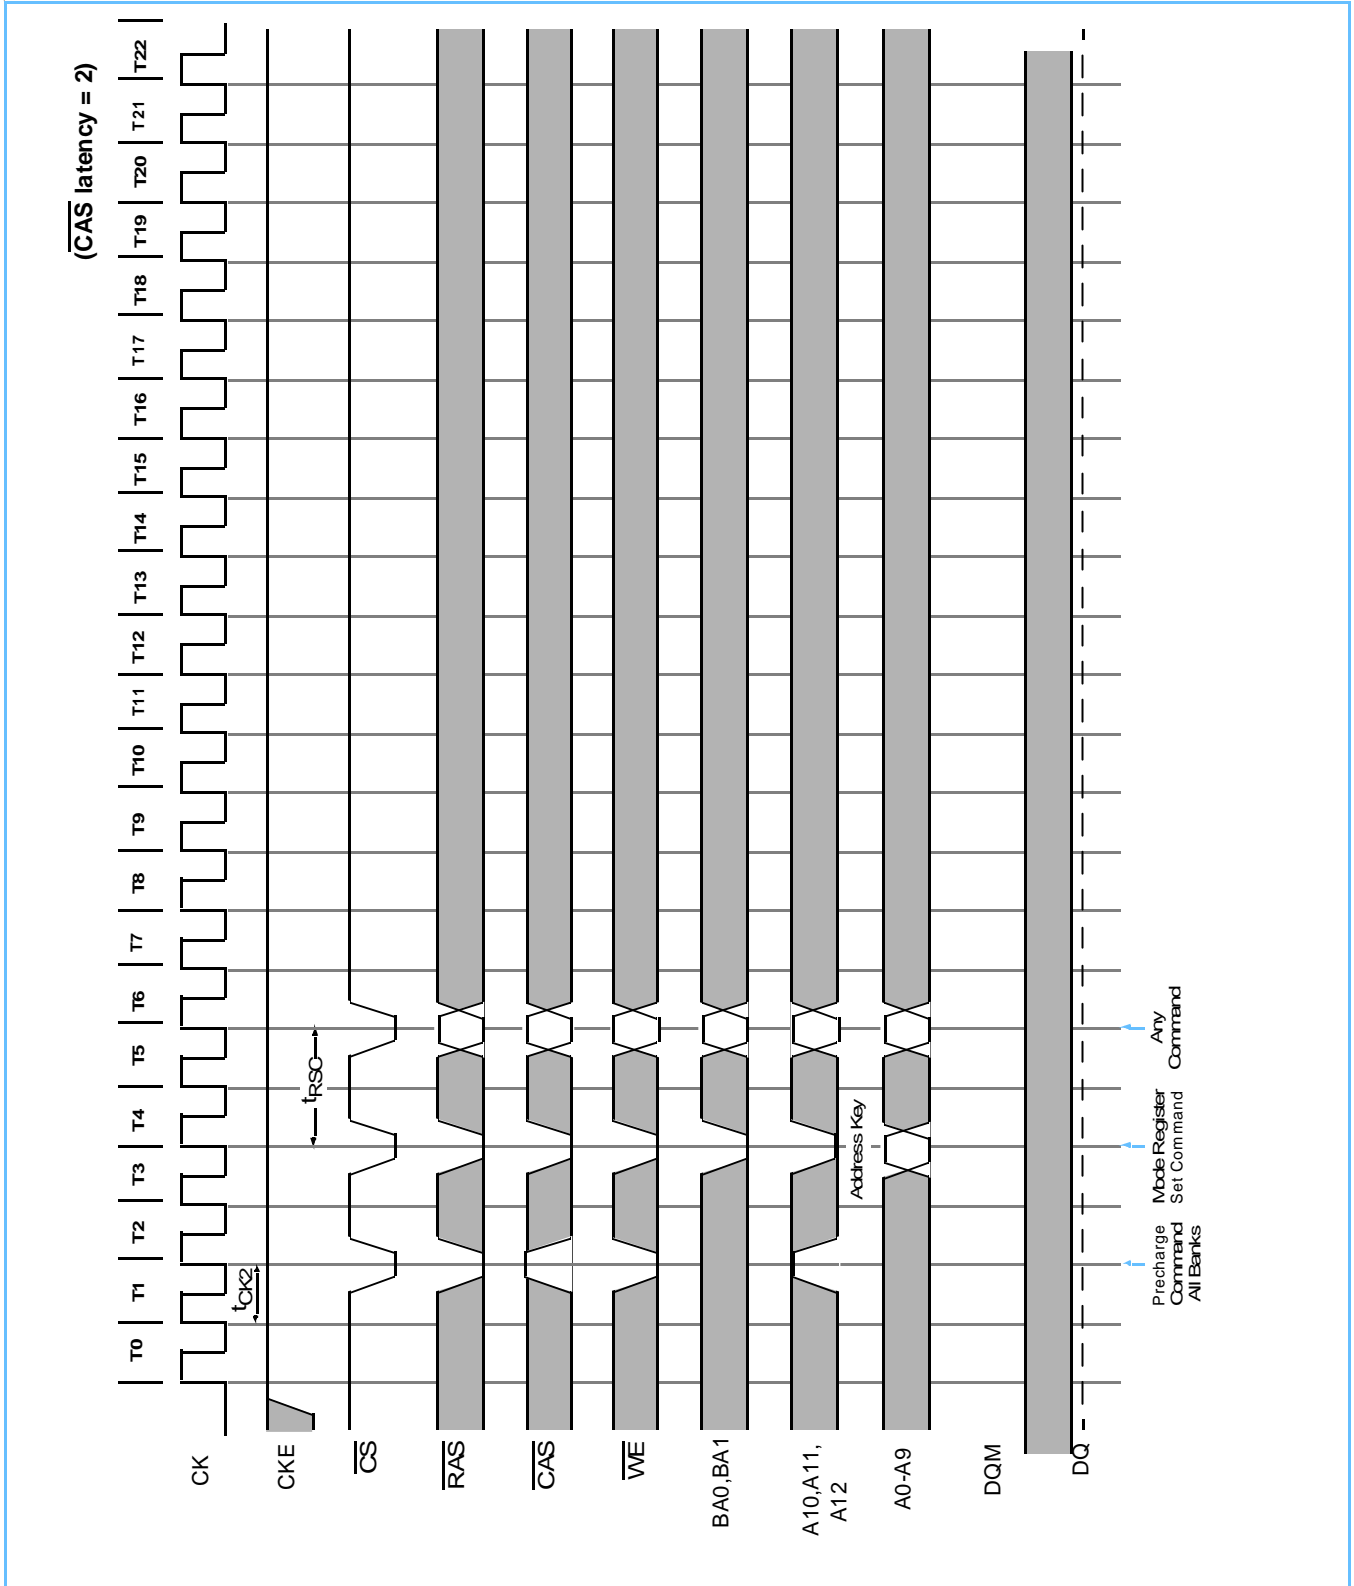 (CAS latency = 2)
T0 T1 T2 T3 T4 T5 T6 T7 T8 T9 T10 T11 T12 T13 T14 T15 T16 T17 T18 T19 T20 T21 T22
CK
tCK2
CKE
tRSC
CS
RAS
CAS
WE
BA0,BA1
A10,A11,
A12
Address Key
A0-A9
DQM
DQ
Precharge
Command
All Banks
Mode Register
Set Command
Any
Command